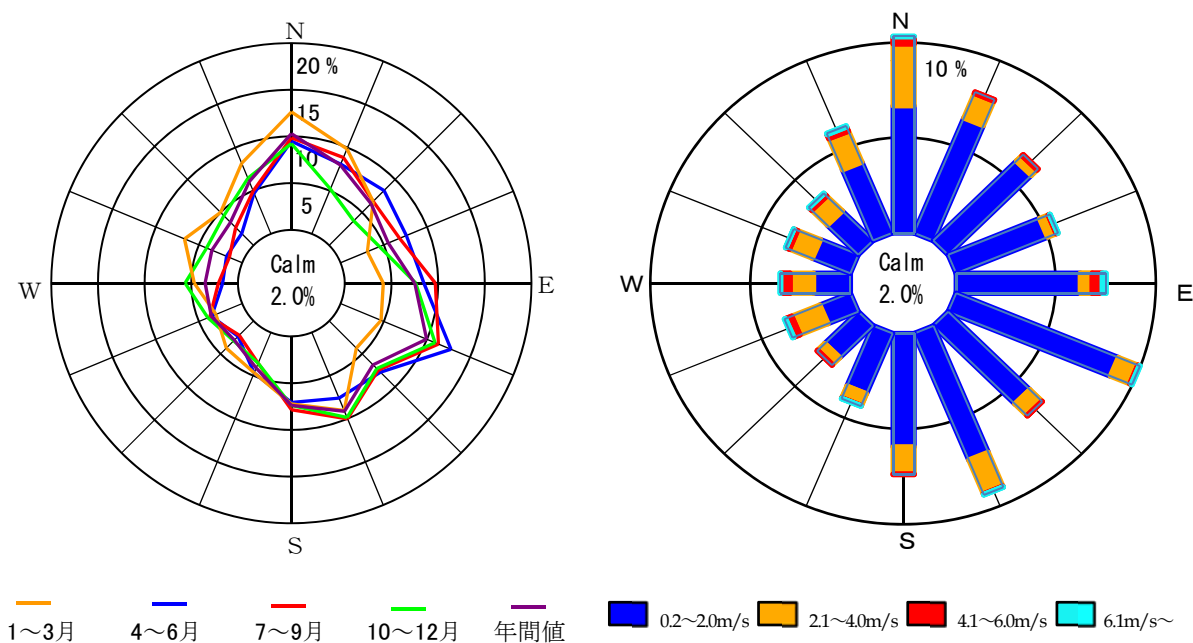 N
20 %
15
10
5
Calm
2.0%
W
E
S
1～3月
4～6月
7～9月
10～12月
年間値
N
10 %
Calm
2.0%
W
E
S
0.2～2.0m/s
2.1～4.0m/s
4.1～6.0m/s
6.1m/s～